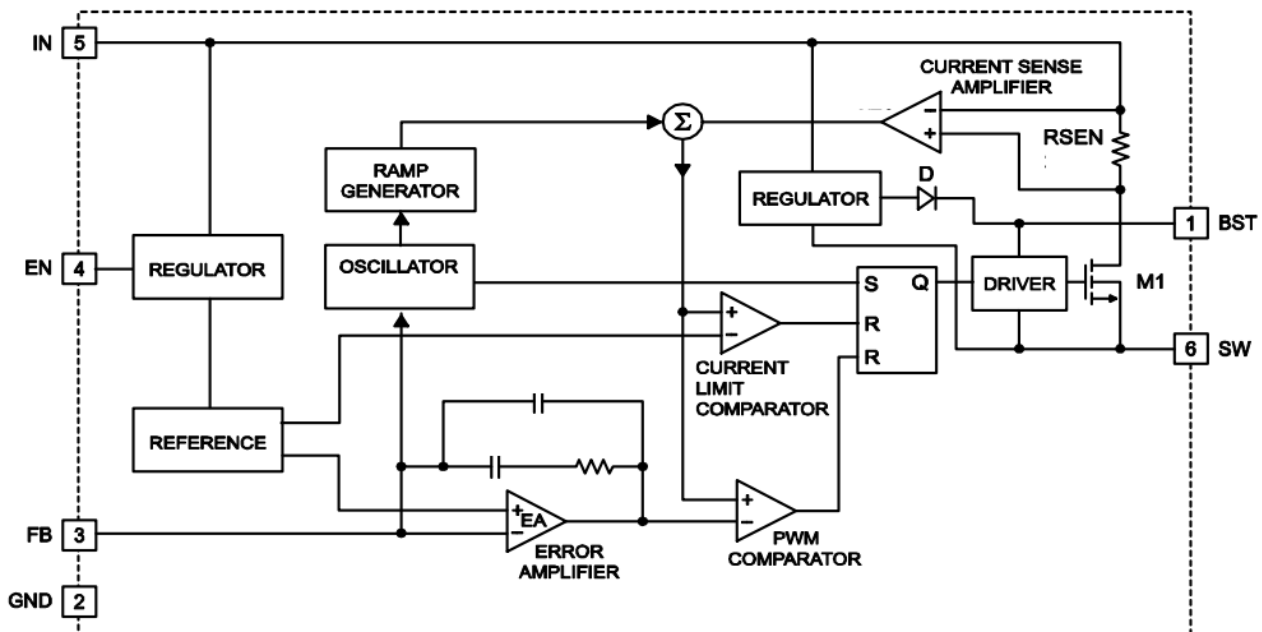 IN 5
CURRENT SENSE
AMPLIFIER
Σ
−
+
RSEN
RAMP
GENERATOR
D
REGULATOR
1 BST
EN 4
REGULATOR
OSCILLATOR
S Q
DRIVER
M1
+
−
R
R
6 SW
CURRENT
LIMIT
COMPARATOR
REFERENCE
+
−
EA
+
−
FB 3
ERROR
AMPLIFIER
PWM
COMPARATOR
GND 2